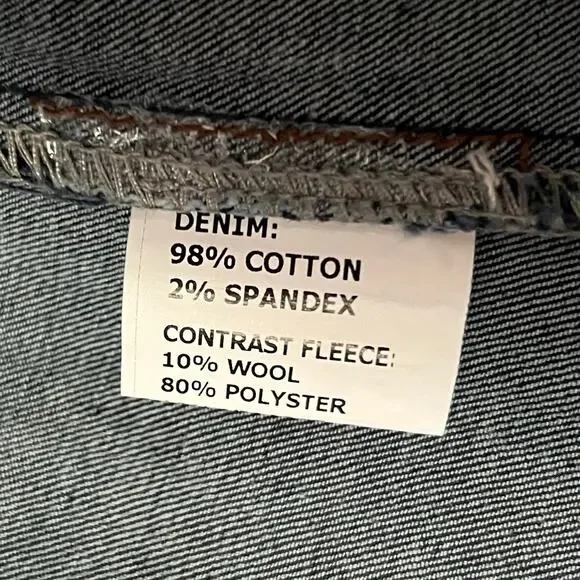 DENIM:
98% COTTON
2% SPANDEX
CONTRAST FLEECE:
10% WOOL
80% POLYSTER